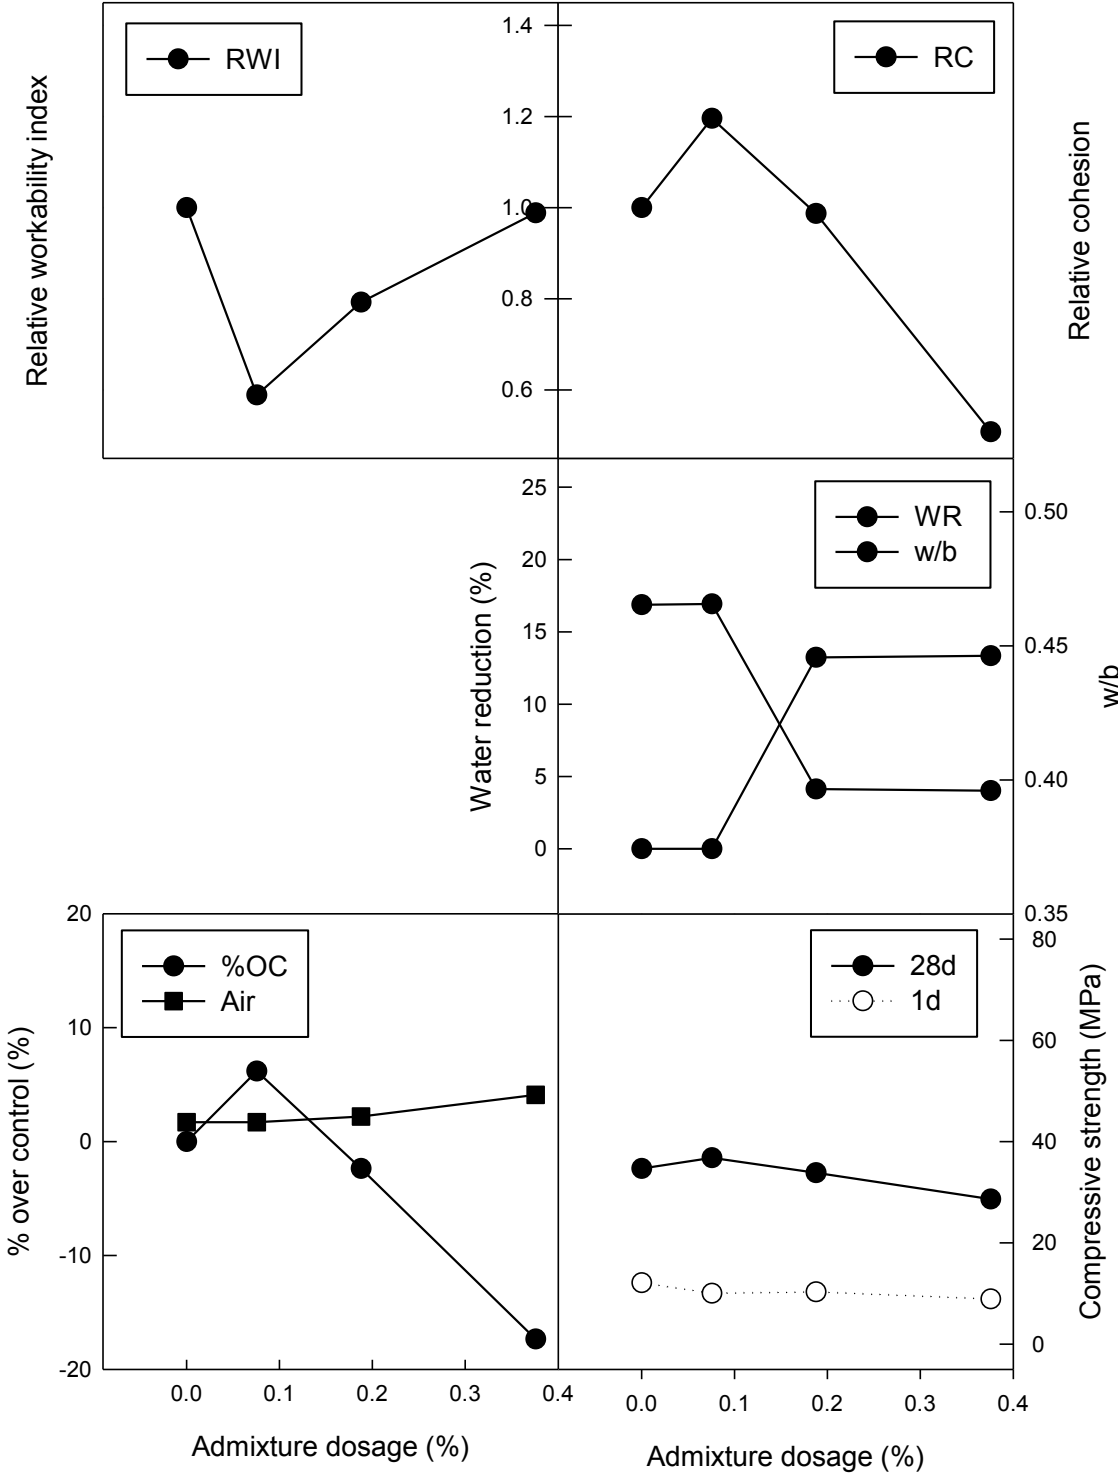 RWI
RC
Relative workability index
1.4
1.2
1.0
0.8
0.6
Relative cohesion
WR
w/b
Water reduction (%)
25
20
15
10
5
0
0.50
0.45
0.40
0.35
w/b
%OC
Air
% over control (%)
20
10
0
-10
-20
28d
1d
80
60
40
20
0
Compressive strength (MPa)
0.0 0.1 0.2 0.3 0.4
Admixture dosage (%)
0.0 0.1 0.2 0.3 0.4
Admixture dosage (%)